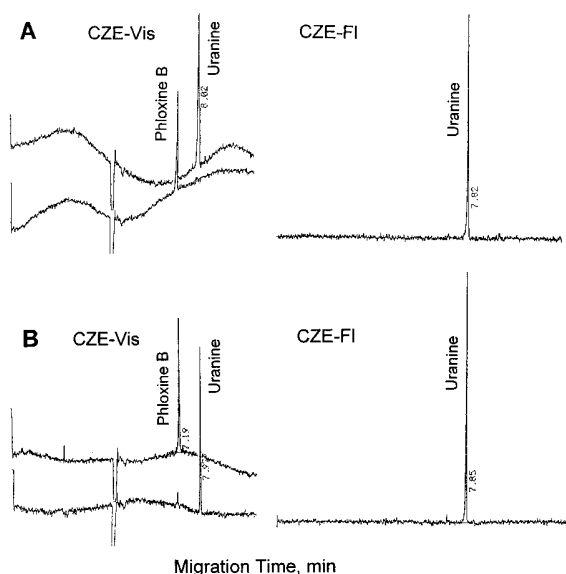 A
CZE-Vis
CZE-Fl
Phloxine B
Uranine
8.02
Uranine
7.82
B
CZE-Vis
CZE-Fl
Phloxine B
Uranine
7.19
Uranine
7.85
Migration Time, min